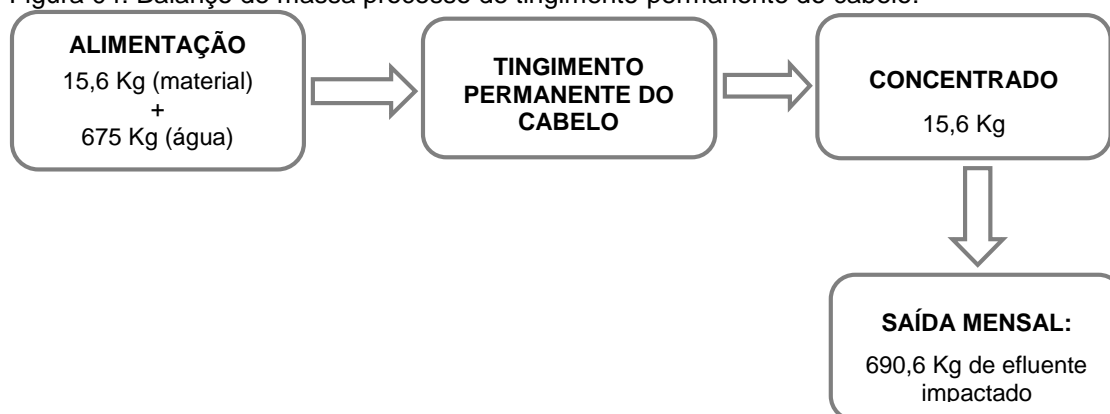 Figura 04: Balanço de massa processo de tingimento permanente do cabelo.
ALIMENTAÇÃO
15,6 Kg (material)
+
675 Kg (água)
TINGIMENTO
PERMANENTE DO
CABELO
CONCENTRADO
15,6 Kg
SAÍDA MENSAL:
690,6 Kg de efluente
impactado